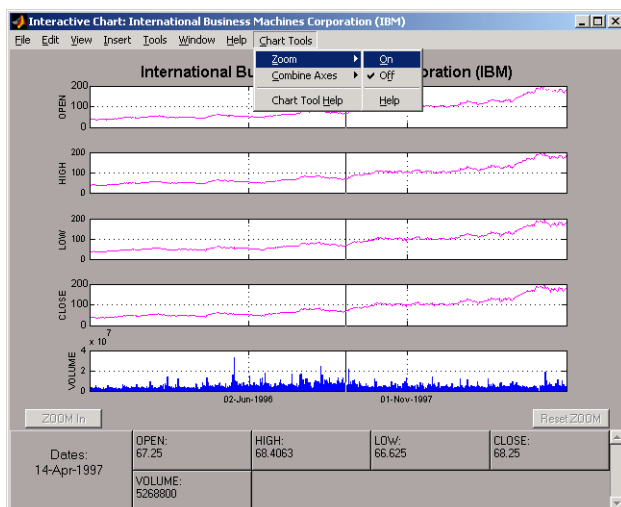 Interactive Chart: International Business Machines Corporation (IBM)
File Edit View Insert Tools Window Help Chart Tools
Zoom On
Combine Axes Off
Chart Tool Help Help
International Bu poration (IBM)
OPEN
200
100
0
HIGH
200
100
0
LOW
200
100
0
CLOSE
200
100
0
x 10 7
VOLUME
4
2
0
02-Jun-1996 01-Nov-1997
ZOOM In Reset ZOOM
Dates:
14-Apr-1997
OPEN:
67.25
HIGH:
68.4063
LOW:
66.625
CLOSE:
68.25
VOLUME:
5268800